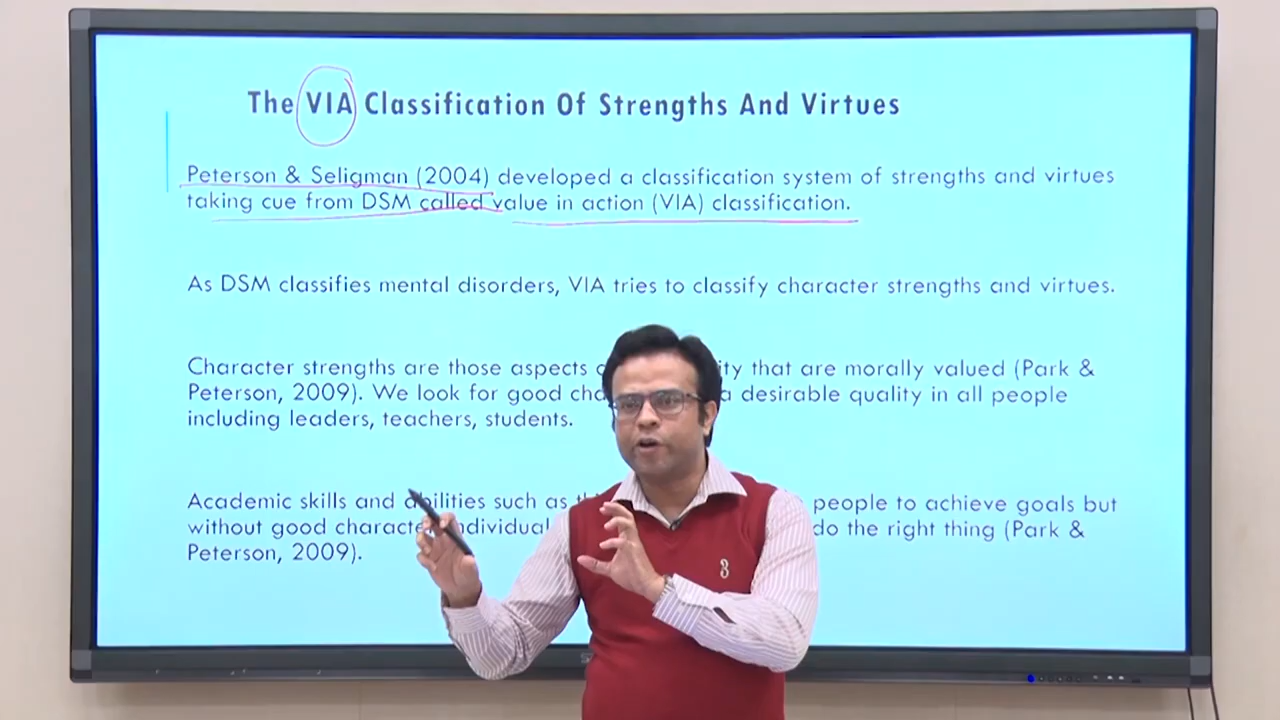 The VIA Classification Of Strengths And Virtues
Peterson & Seligman (2004) developed a classification system of strengths and virtues
taking cue from DSM called value in action (VIA) classification.
As DSM classifies mental disorders, VIA tries to classify character strengths and virtues.
Character strengths are those aspects that are morally valued (Park &
Peterson, 2009). We look for good a desirable quality in all people
including leaders, teachers, students.
Academic skills and abilities such as people to achieve goals but
without good character individual do the right thing (Park &
Peterson, 2009).
3